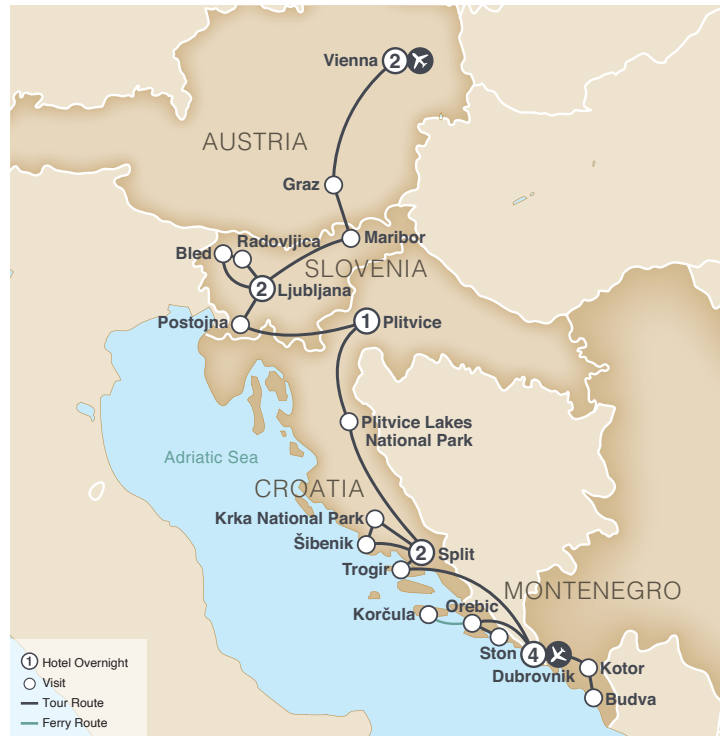 Vienna 2
AUSTRIA
Graz
Maribor
Radovljica
Bled
SLOVENIA
2 Ljubljana
Postojna
1 Plitvice
Plitvice Lakes
National Park
Adriatic Sea
CROATIA
Krka National Park
Šibenik
2 Split
Trogir
MONTENEGRO
Korčula
Orebic
Ston
4
Dubrovnik
Kotor
Budva
1 Hotel Overnight
Visit
Tour Route
Ferry Route